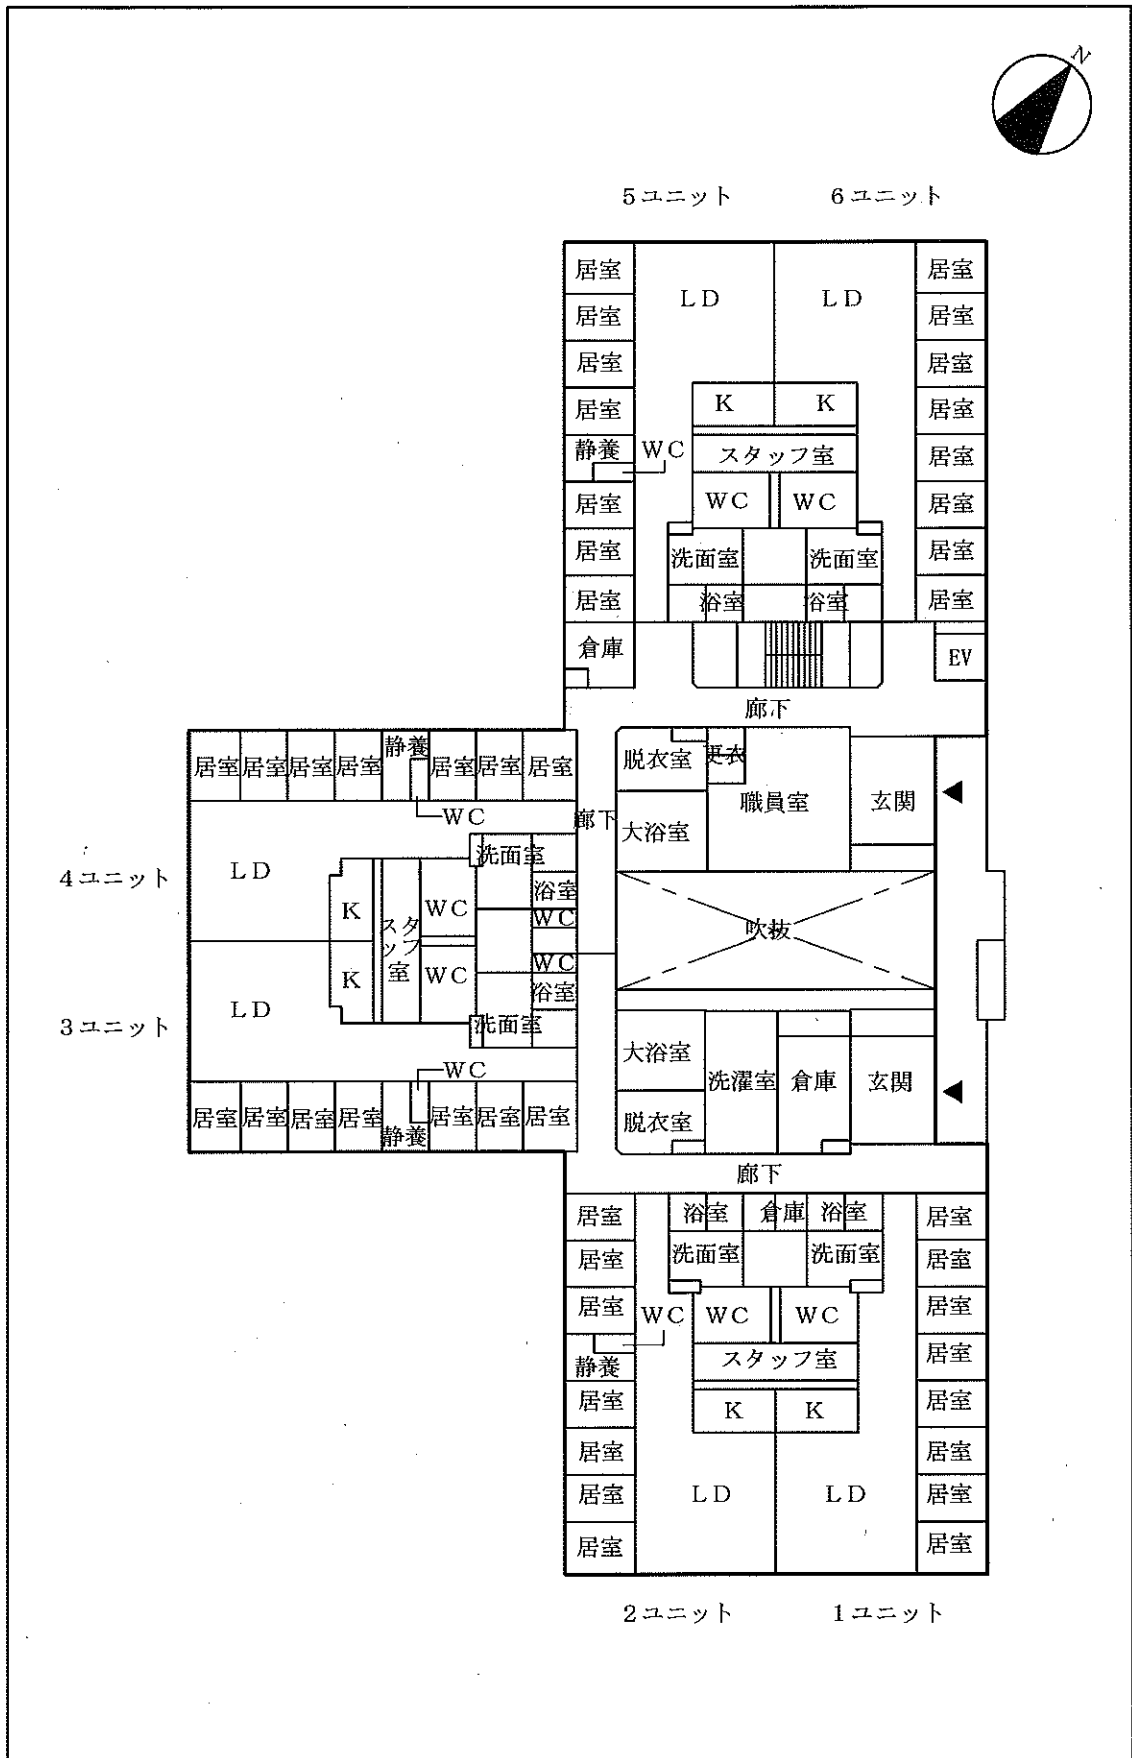 N
5ユニット 6ユニット
居室 LD LD 居室
居室 居室
居室 居室
居室 K K 居室
静養 WC スタッフ室 居室
居室 WC WC 居室
居室 洗面室 洗面室 居室
居室 浴室 浴室 居室
倉庫 EV
廊下
静養
居室 居室 居室 居室 居室 居室 居室
WC
脱衣室 更衣
職員室 玄関
廊下 大浴室
4ユニット
LD
K
スタッフ室
WC
洗面室
浴室
WC
吹抜
3ユニット
LD
K
WC
WC
浴室
洗面室
WC
居室 居室 居室 居室 居室 居室 居室
静養
大浴室 洗濯室 倉庫 玄関
脱衣室
廊下
居室 浴室 倉庫 浴室 居室
居室 洗面室 洗面室 居室
居室 WC WC WC 居室
静養 スタッフ室 居室
居室 K K 居室
居室 居室
居室 LD LD 居室
居室 居室
2ユニット 1ユニット